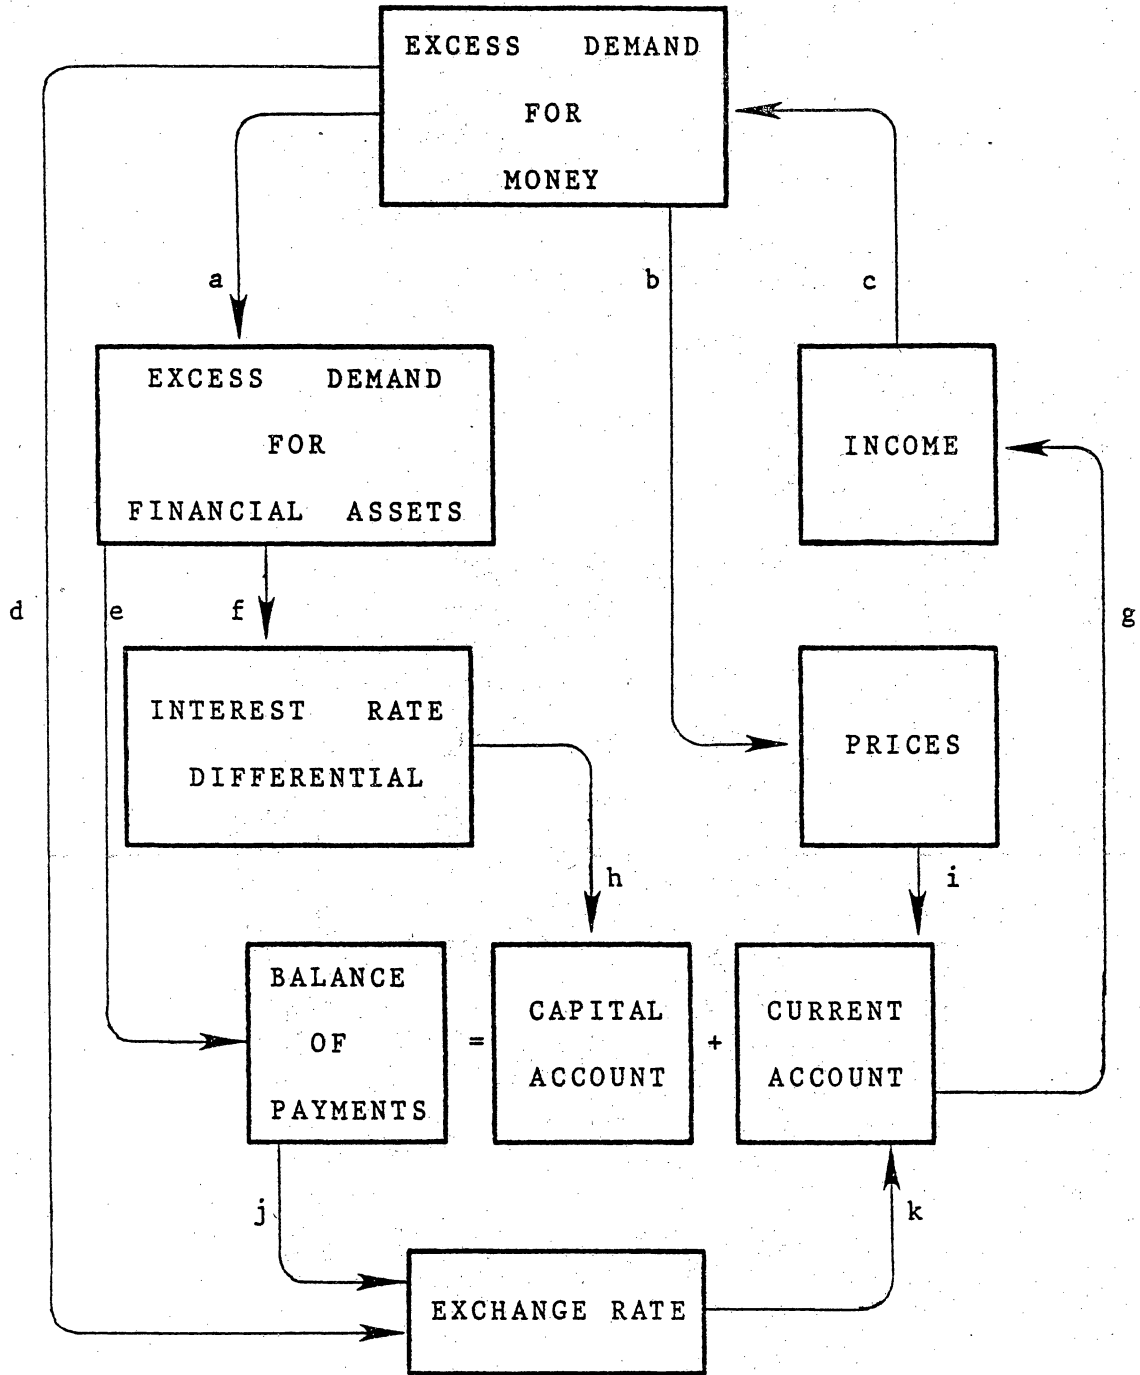 EXCESS DEMAND
FOR
MONEY
a
b
c
EXCESS DEMAND
FOR
FINANCIAL ASSETS
INCOME
d
e
f
g
INTEREST RATE
DIFFERENTIAL
PRICES
h
i
BALANCE
OF
PAYMENTS
=
CAPITAL
ACCOUNT
+
CURRENT
ACCOUNT
j
k
EXCHANGE RATE